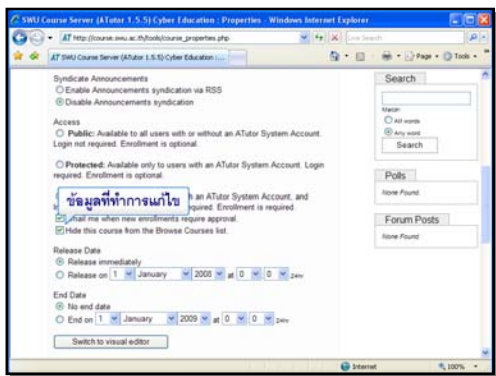 SWU Course Server (ATutor 1.5.5) Cyber Education : Properties - Windows Internet Explorer
http://course.swu.ac.th/tools/course_properties.php
Live Search
SWU Course Server (ATutor 1.5.5) Cyber Education :...
Page
Tools
Syndicate Announcements
Enable Announcements syndication via RSS
Disable Announcements syndication
Access
Public: Available to all users with or without an ATutor System Account.
Login not required. Enrollment is optional.
Protected: Available only to users with an ATutor System Account. Login
required. Enrollment is optional.
h an ATutor System Account, and
quired. Enrollment is required.
ข้อมูลที่ทำการแก้ไข
mail me when new enrollments require approval.
Hide this course from the Browse Courses list.
Release Date
Release immediately
Release on 1 January 2008 at 0 0 24hr
End Date
No end date
End on 1 January 2009 at 0 0 24hr
Switch to visual editor
Search
Match:
All words
Any word
Search
Polls
None Found.
Forum Posts
None Found.
Internet
100%